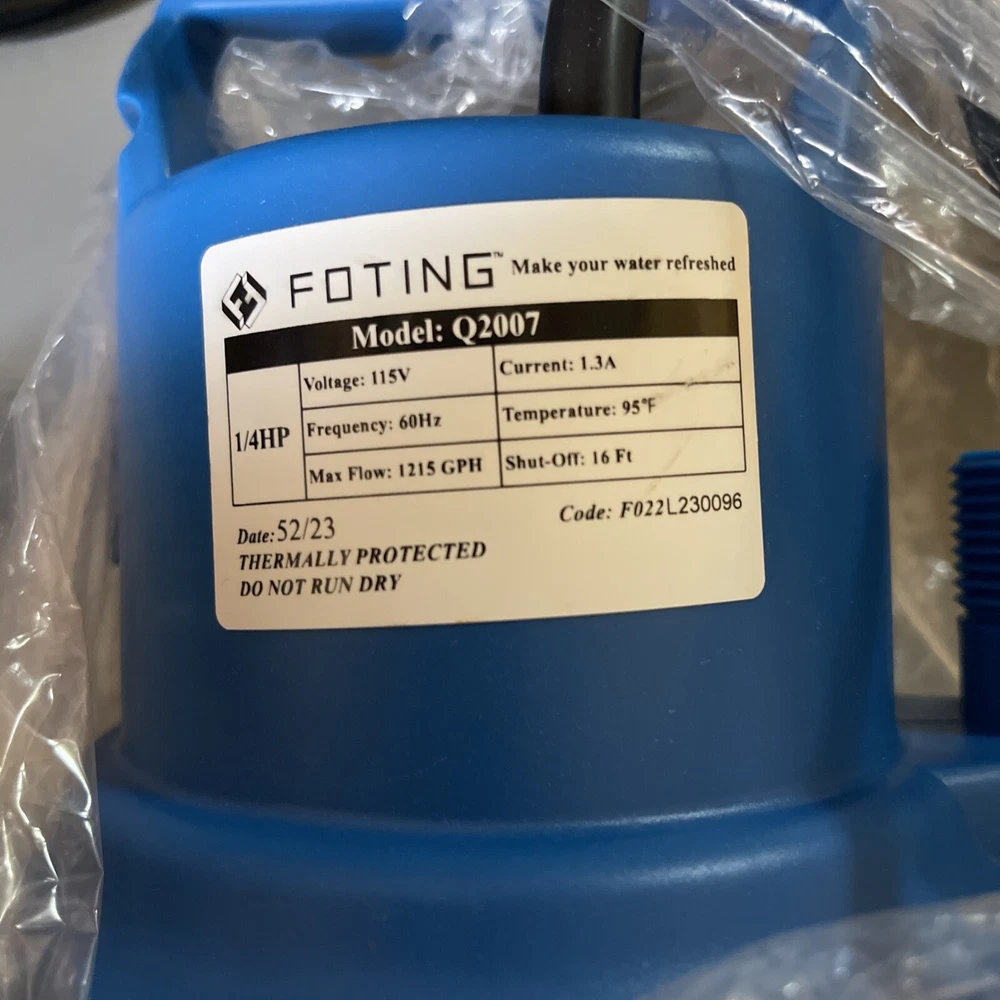 FOTING™ Make your water refreshed
Model: Q2007
1/4HP
Voltage: 115V
Current: 1.3A
Frequency: 60Hz
Temperature: 95°F
Max Flow: 1215 GPH
Shut-Off: 16 Ft
Date: 52/23
Code: F022L230096
THERMALLY PROTECTED
DO NOT RUN DRY